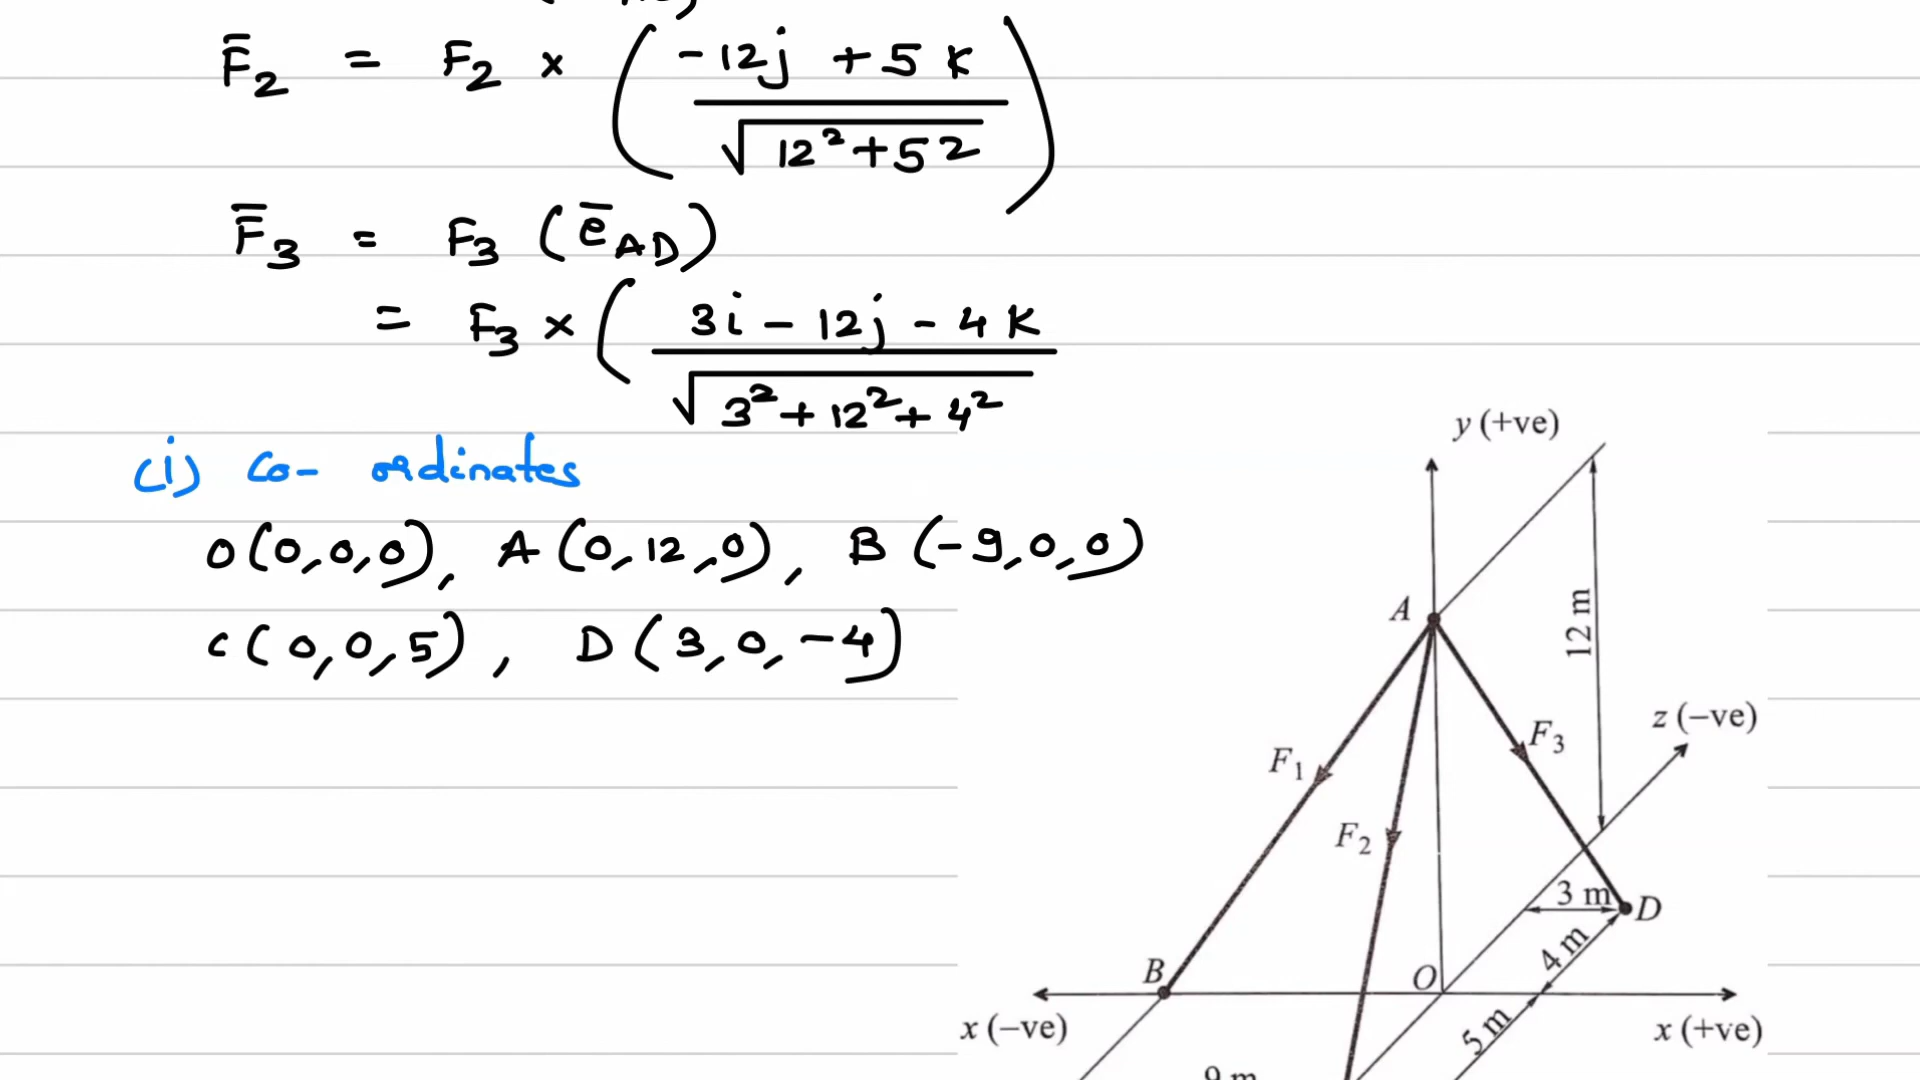 F̄2 = F2 × ( -12j + 5k / √12²+5² )
F̄3 = F3 (ēAD)
= F3 × ( 3i - 12j - 4k / √3²+12²+4² )
(i) co-ordinates
O(0,0,0), A(0,12,0), B(-9,0,0)
C(0,0,5), D(3,0,-4)
y (+ve)
A
12 m
z (−ve)
F3
F1
F2
3 m
D
4 m
B
O
x (−ve)
5 m
x (+ve)
9 m